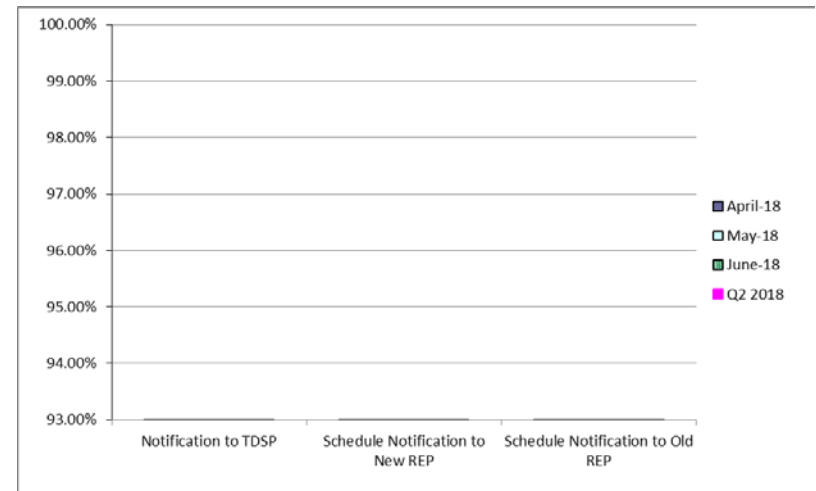 100.00%
99.00%
98.00%
97.00%
96.00%
95.00%
94.00%
93.00%
Notification to TDSP
Schedule Notification to
New REP
Schedule Notification to Old
REP
April-18
May-18
June-18
Q2 2018